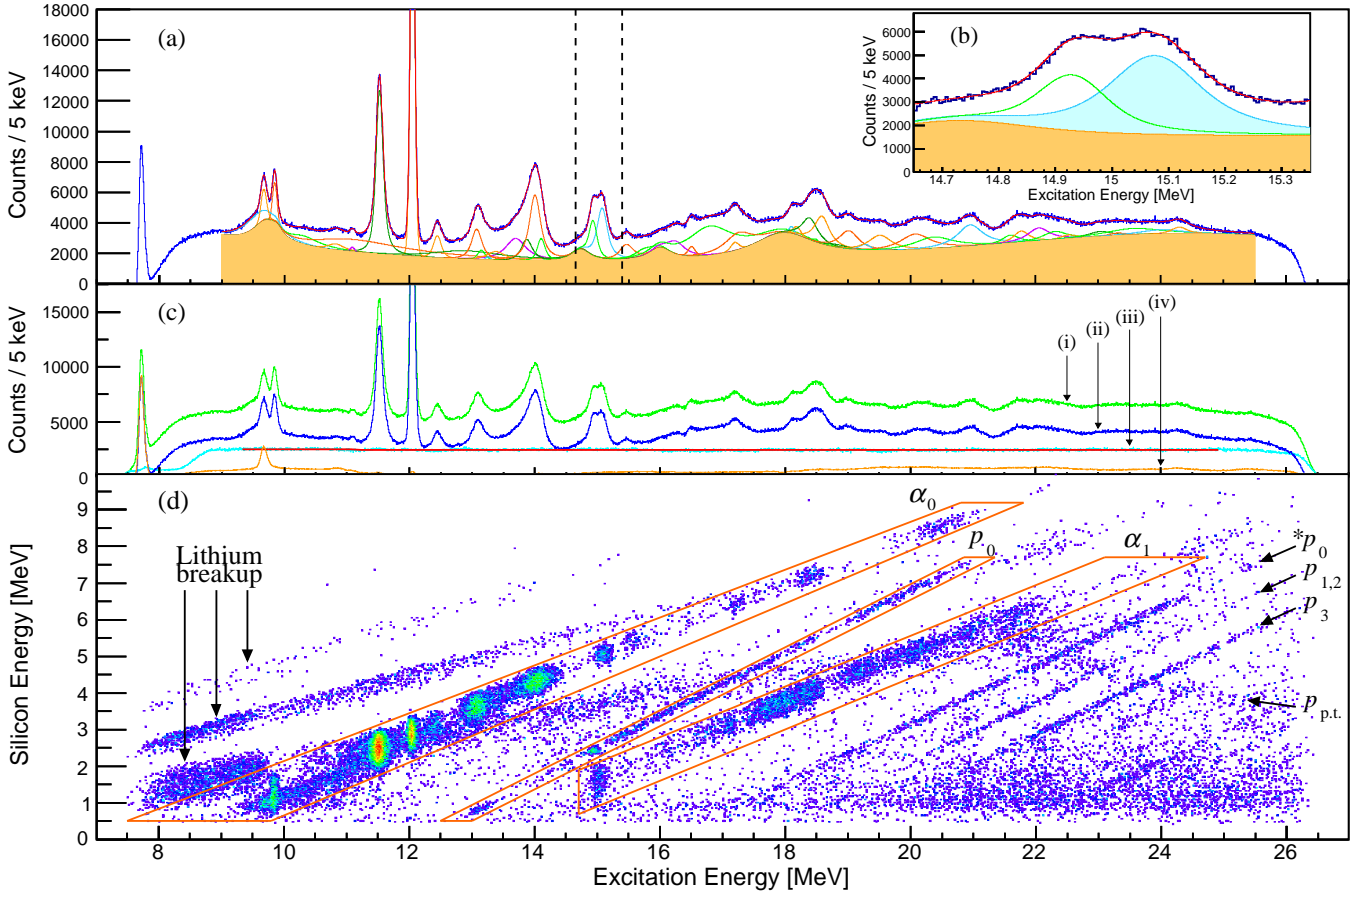 18000
16000
14000
12000
10000
8000
6000
4000
2000
0
Counts / 5 keV
(a)
(b)
6000
5000
4000
3000
2000
1000
0
Counts / 5 keV
14.7
14.8
14.9
15
15.1
15.2
15.3
Excitation Energy [MeV]
(c)
15000
10000
5000
0
Counts / 5 keV
(i)
(ii)
(iii)
(iv)
(d)
9
8
7
6
5
4
3
2
1
0
Silicon Energy [MeV]
Lithium
breakup
α0
p0
α1
*p0
p1,2
p3
pp.t.
8
10
12
14
16
18
20
22
24
26
Excitation Energy [MeV]